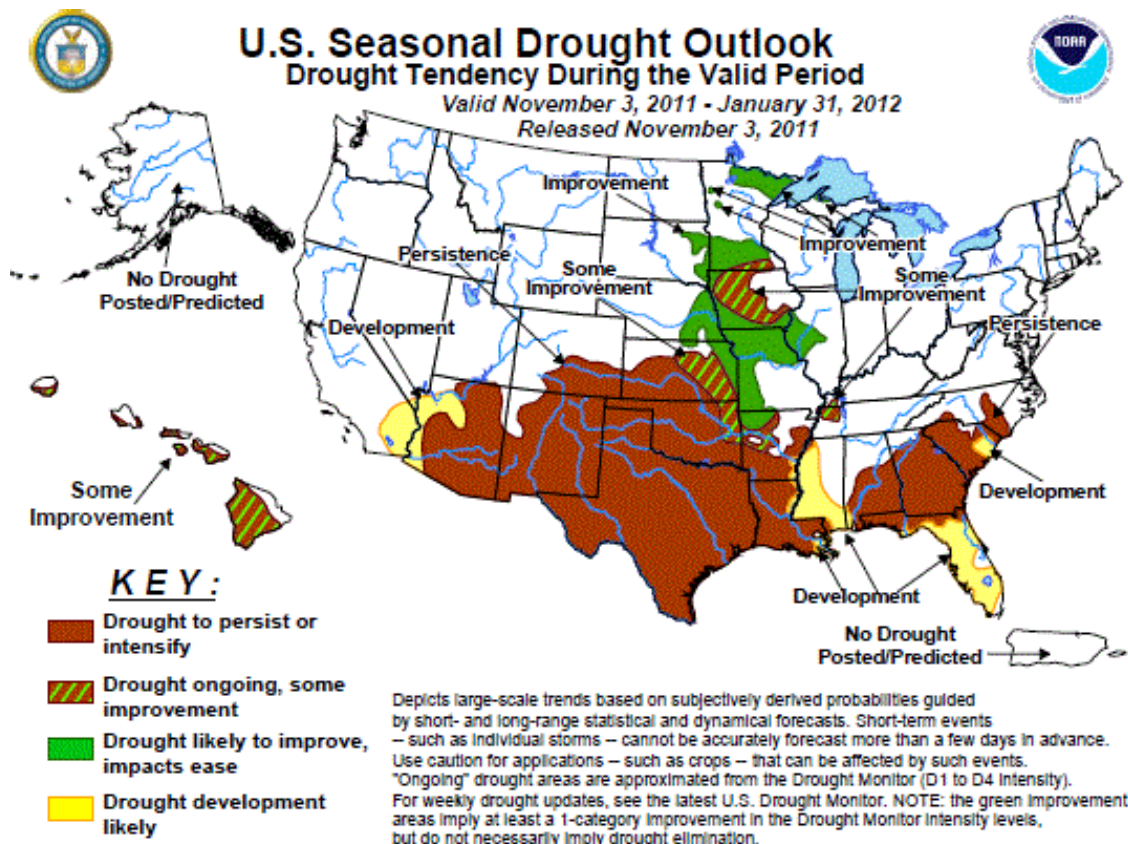 U.S. Seasonal Drought Outlook
Drought Tendency During the Valid Period
Valid November 3, 2011 - January 31, 2012
Released November 3, 2011
NOAA
Improvement
No Drought
Posted/Predicted
Persistence
Some
Improvement
Improvement
Some
Improvement
Development
Persistence
Some
Improvement
Development
Development
No Drought
Posted/Predicted
KEY:
Drought to persist or
intensify
Drought ongoing, some
improvement
Drought likely to improve,
impacts ease
Drought development
likely
Depicts large-scale trends based on subjectively derived probabilities guided
by short- and long-range statistical and dynamical forecasts. Short-term events
-- such as individual storms -- cannot be accurately forecast more than a few days in advance.
Use caution for applications -- such as crops -- that can be affected by such events.
"Ongoing" drought areas are approximated from the Drought Monitor (D1 to D4 intensity).
For weekly drought updates, see the latest U.S. Drought Monitor. NOTE: the green improvement
areas imply at least a 1-category improvement in the Drought Monitor intensity levels,
but do not necessarily imply drought elimination.